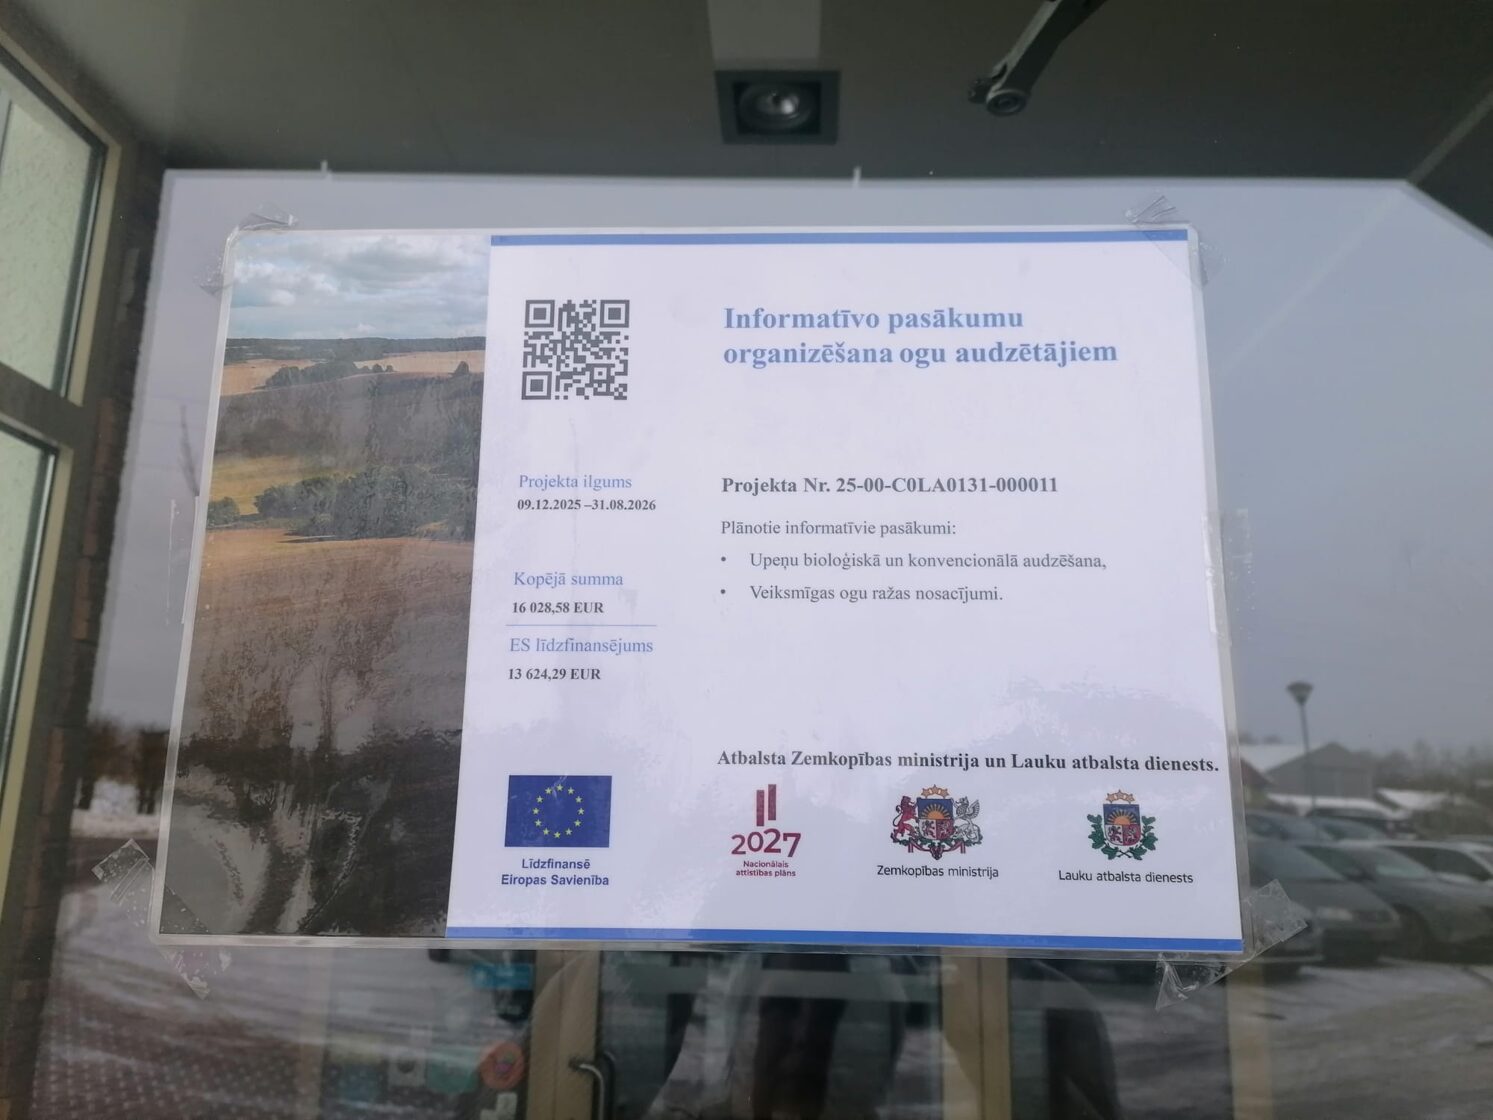 Informatīvo pasākumu
organizēšana ogu audzētājiem
Projekta ilgums
09.12.2025 –31.08.2026
Kopējā summa
16 028,58 EUR
ES līdzfinansējums
13 624,29 EUR
Projekta Nr. 25-00-C0LA0131-000011
Plānotie informatīvie pasākumi:
• Upeņu bioloģiskā un konvencionālā audzēšana,
• Veiksmīgas ogu ražas nosacījumi.
Atbalsta Zemkopības ministrija un Lauku atbalsta dienests.
Līdzfinansē
Eiropas Savienība
2027
Nacionālais
attīstības plāns
Zemkopības ministrija
Lauku atbalsta dienests